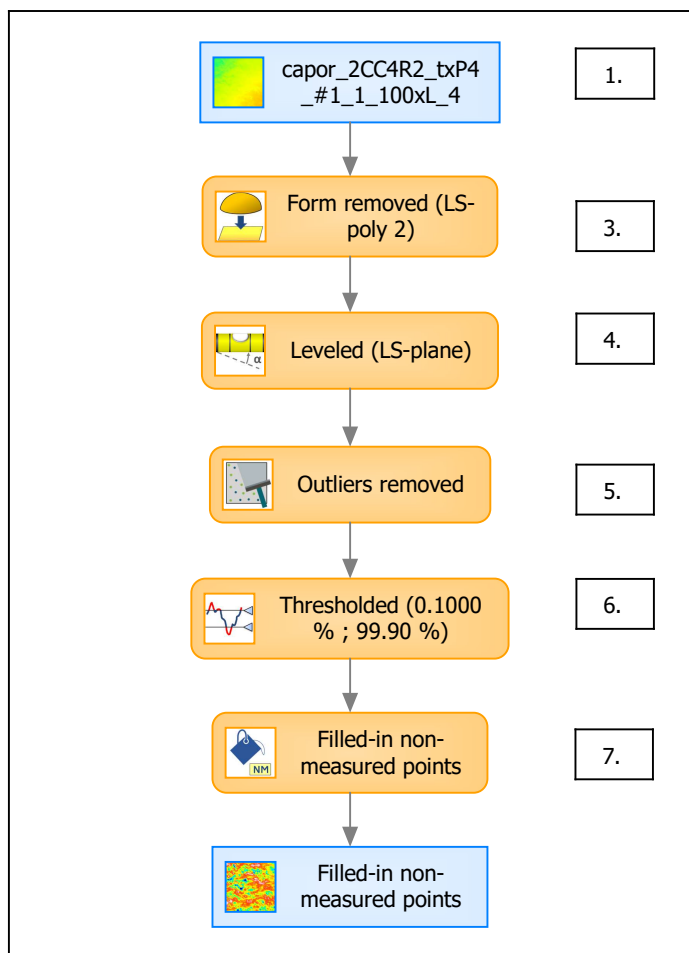 capor_2CC4R2_txP4
_#1_1_100xL_4
1.
Form removed (LS-
poly 2)
3.
Leveled (LS-plane)
4.
α
Outliers removed
5.
Thresholded (0.1000
% ; 99.90 %)
6.
Filled-in non-
measured points
7.
NM
Filled-in non-
measured points